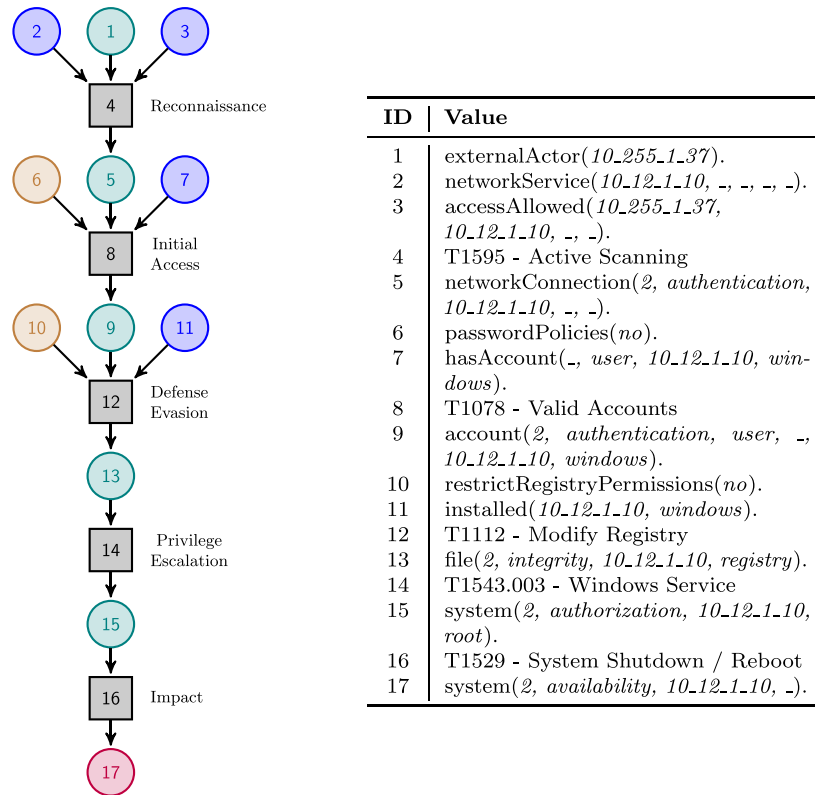 2 1 3
4 Reconnaissance
6 5 7
8 Initial
Access
10 9 11
12 Defense
Evasion
13
14 Privilege
Escalation
15
16 Impact
17
ID Value
1 externalActor(10_255_1_37).
2 networkService(10_12_1_10, _, _, _, _).
3 accessAllowed(10_255_1_37,
10_12_1_10, _, _).
4 T1595 - Active Scanning
5 networkConnection(2, authentication,
10_12_1_10, _, _).
6 passwordPolicies(no).
7 hasAccount(_, user, 10_12_1_10, win-
dows).
8 T1078 - Valid Accounts
9 account(2, authentication, user, _,
10_12_1_10, windows).
10 restrictRegistryPermissions(no).
11 installed(10_12_1_10, windows).
12 T1112 - Modify Registry
13 file(2, integrity, 10_12_1_10, registry).
14 T1543.003 - Windows Service
15 system(2, authorization, 10_12_1_10,
root).
16 T1529 - System Shutdown / Reboot
17 system(2, availability, 10_12_1_10, _).